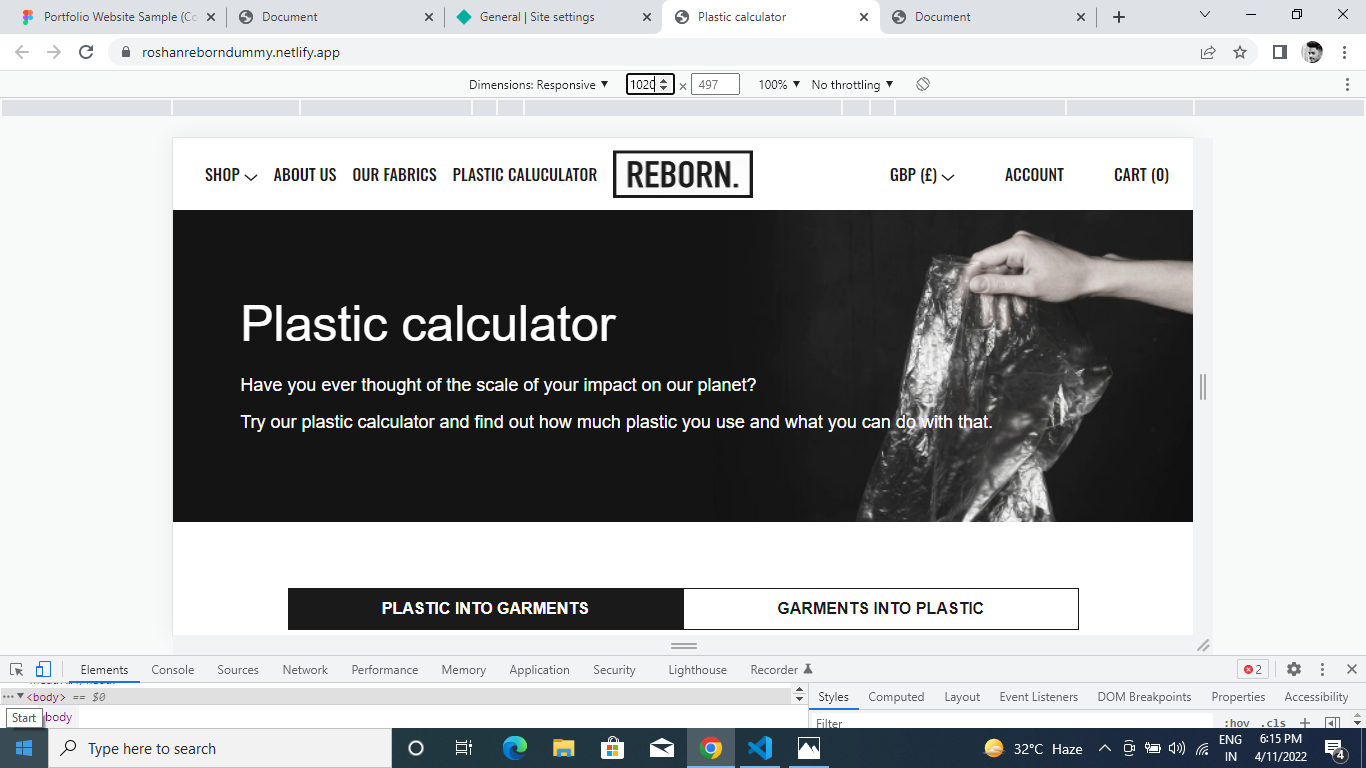 Portfolio Website Sample (Co
Document
General | Site settings
Plastic calculator
Document
roshanreborndummy.netlify.app
Dimensions: Responsive
1020
×
497
100%
No throttling
SHOP
ABOUT US
OUR FABRICS
PLASTIC CALUCULATOR
REBORN.
GBP (£)
ACCOUNT
CART (0)
Plastic calculator
Have you ever thought of the scale of your impact on our planet?
Try our plastic calculator and find out how much plastic you use and what you can do with that.
PLASTIC INTO GARMENTS
GARMENTS INTO PLASTIC
Elements
Console
Sources
Network
Performance
Memory
Application
Security
Lighthouse
Recorder
2
<body> == $0
Styles
Computed
Layout
Event Listeners
DOM Breakpoints
Properties
Accessibility
Start
body
Filter
:hov .cls
Type here to search
32°C Haze
ENG
IN
6:15 PM
4/11/2022
4